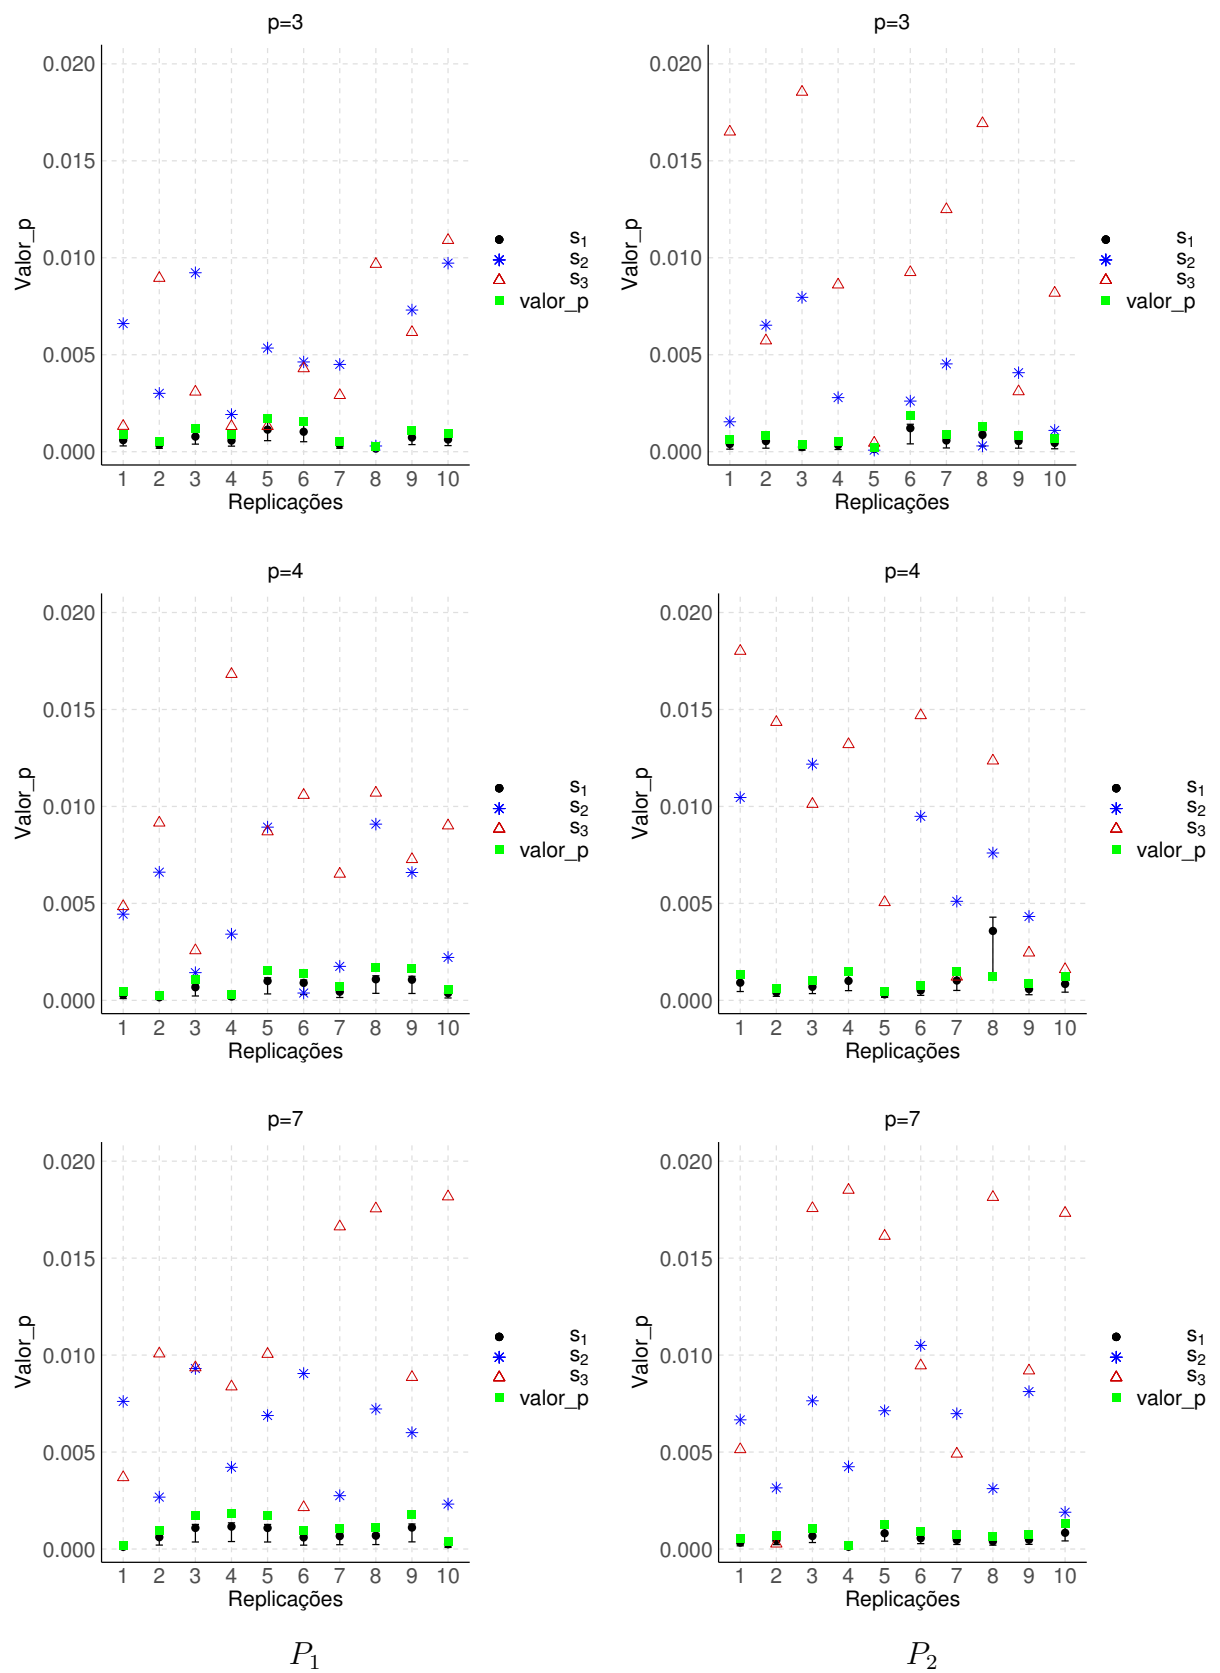 p=3
0.020
0.015
0.010
0.005
0.000
Valor_p
1 2 3 4 5 6 7 8 9 10
Replicações
s1
s2
s3
valor_p
p=3
0.020
0.015
0.010
0.005
0.000
Valor_p
1 2 3 4 5 6 7 8 9 10
Replicações
s1
s2
s3
valor_p
p=4
0.020
0.015
0.010
0.005
0.000
Valor_p
1 2 3 4 5 6 7 8 9 10
Replicações
s1
s2
s3
valor_p
p=4
0.020
0.015
0.010
0.005
0.000
Valor_p
1 2 3 4 5 6 7 8 9 10
Replicações
s1
s2
s3
valor_p
p=7
0.020
0.015
0.010
0.005
0.000
Valor_p
1 2 3 4 5 6 7 8 9 10
Replicações
s1
s2
s3
valor_p
p=7
0.020
0.015
0.010
0.005
0.000
Valor_p
1 2 3 4 5 6 7 8 9 10
Replicações
s1
s2
s3
valor_p
P1
P2